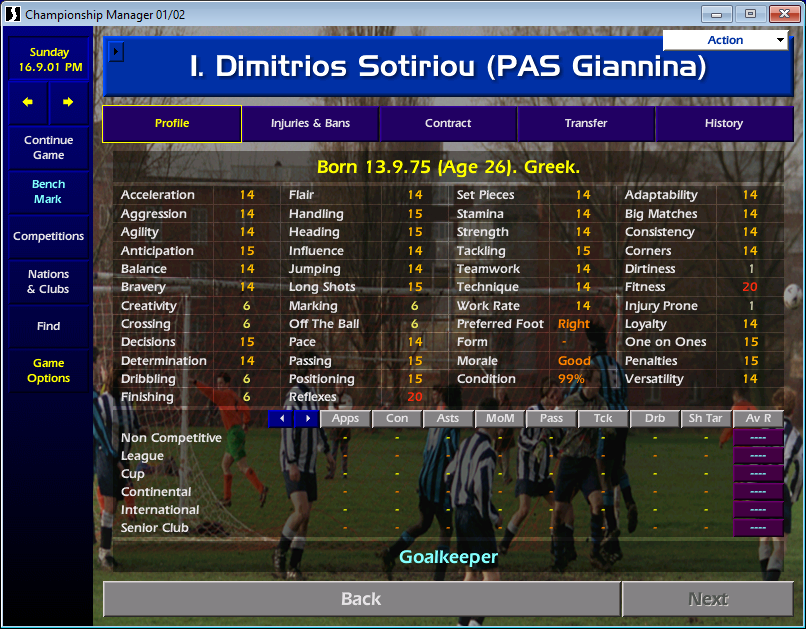 Championship Manager 01/02
Action
Sunday
16.9.01 PM
I. Dimitrios Sotiriou (PAS Giannina)
Continue
Game
Bench
Mark
Competitions
Nations
& Clubs
Find
Game
Options
Profile Injuries & Bans Contract Transfer History
Born 13.9.75 (Age 26). Greek.
Acceleration 14 Flair 14 Set Pieces 14 Adaptability 14
Aggression 14 Handling 15 Stamina 14 Big Matches 14
Agility 14 Heading 15 Strength 14 Consistency 14
Anticipation 15 Influence 14 Tackling 15 Corners 14
Balance 14 Jumping 14 Teamwork 14 Dirtiness 1
Bravery 14 Long Shots 15 Technique 14 Fitness 20
Creativity 6 Marking 6 Work Rate 14 Injury Prone 1
Crossing 6 Off The Ball 6 Preferred Foot Right Loyalty 14
Decisions 15 Pace 14 Form - One on Ones 15
Determination 14 Passing 15 Morale Good Penalties 15
Dribbling 6 Positioning 15 Condition 99% Versatility 14
Finishing 6 Reflexes 20
Apps Con Asts MoM Pass Tck Drb Sh Tar Av R
Non Competitive - - - - - - - - ----
League - - - - - - - - ----
Cup - - - - - - - - ----
Continental - - - - - - - - ----
International - - - - - - - - ----
Senior Club - - - - - - - - ----
Goalkeeper
Back Next